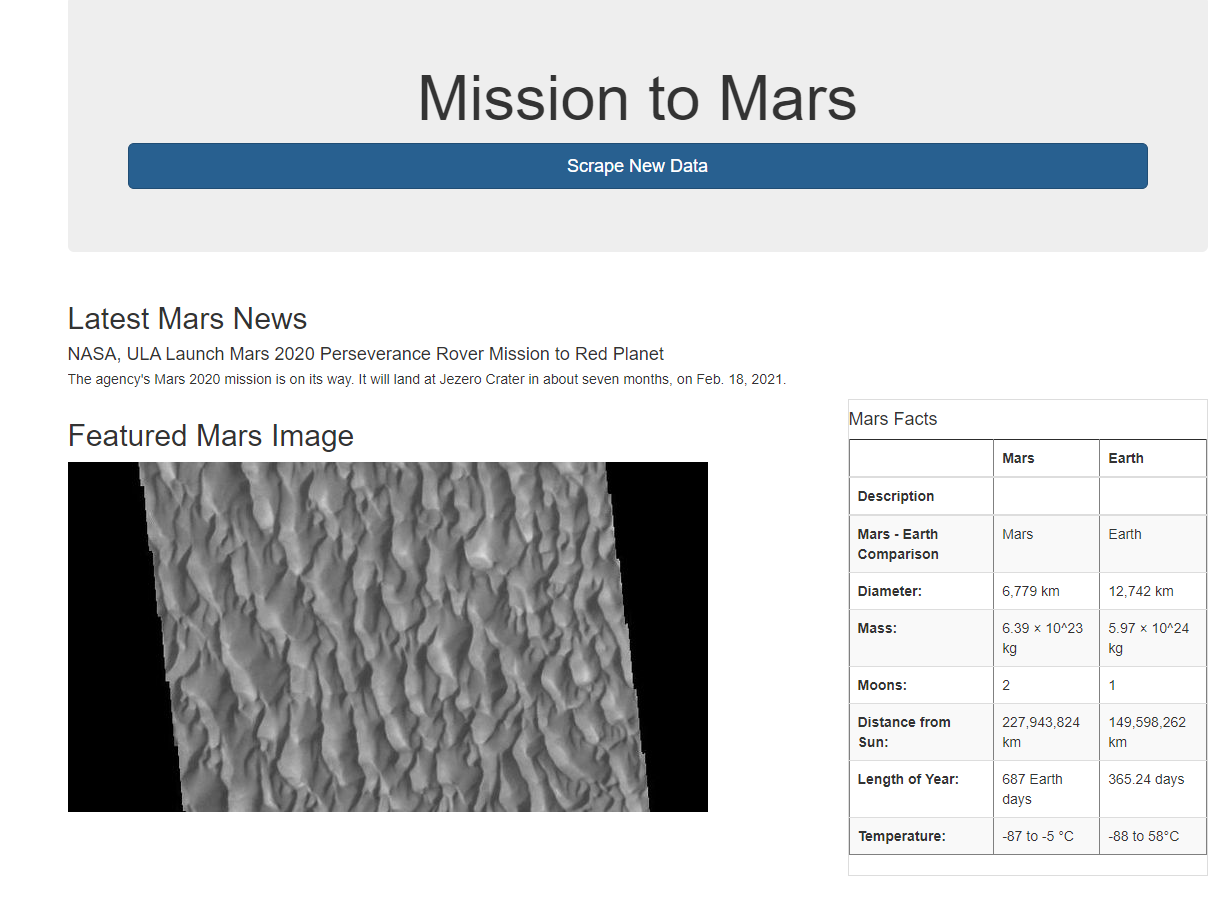 Mission to Mars
Scrape New Data
Latest Mars News
NASA, ULA Launch Mars 2020 Perseverance Rover Mission to Red Planet
The agency's Mars 2020 mission is on its way. It will land at Jezero Crater in about seven months, on Feb. 18, 2021.
Featured Mars Image
Mars Facts
Mars Earth
Description
Mars - Earth Comparison Mars Earth
Diameter: 6,779 km 12,742 km
Mass: 6.39 × 10^23 kg 5.97 × 10^24 kg
Moons: 2 1
Distance from Sun: 227,943,824 km 149,598,262 km
Length of Year: 687 Earth days 365.24 days
Temperature: -87 to -5 °C -88 to 58°C